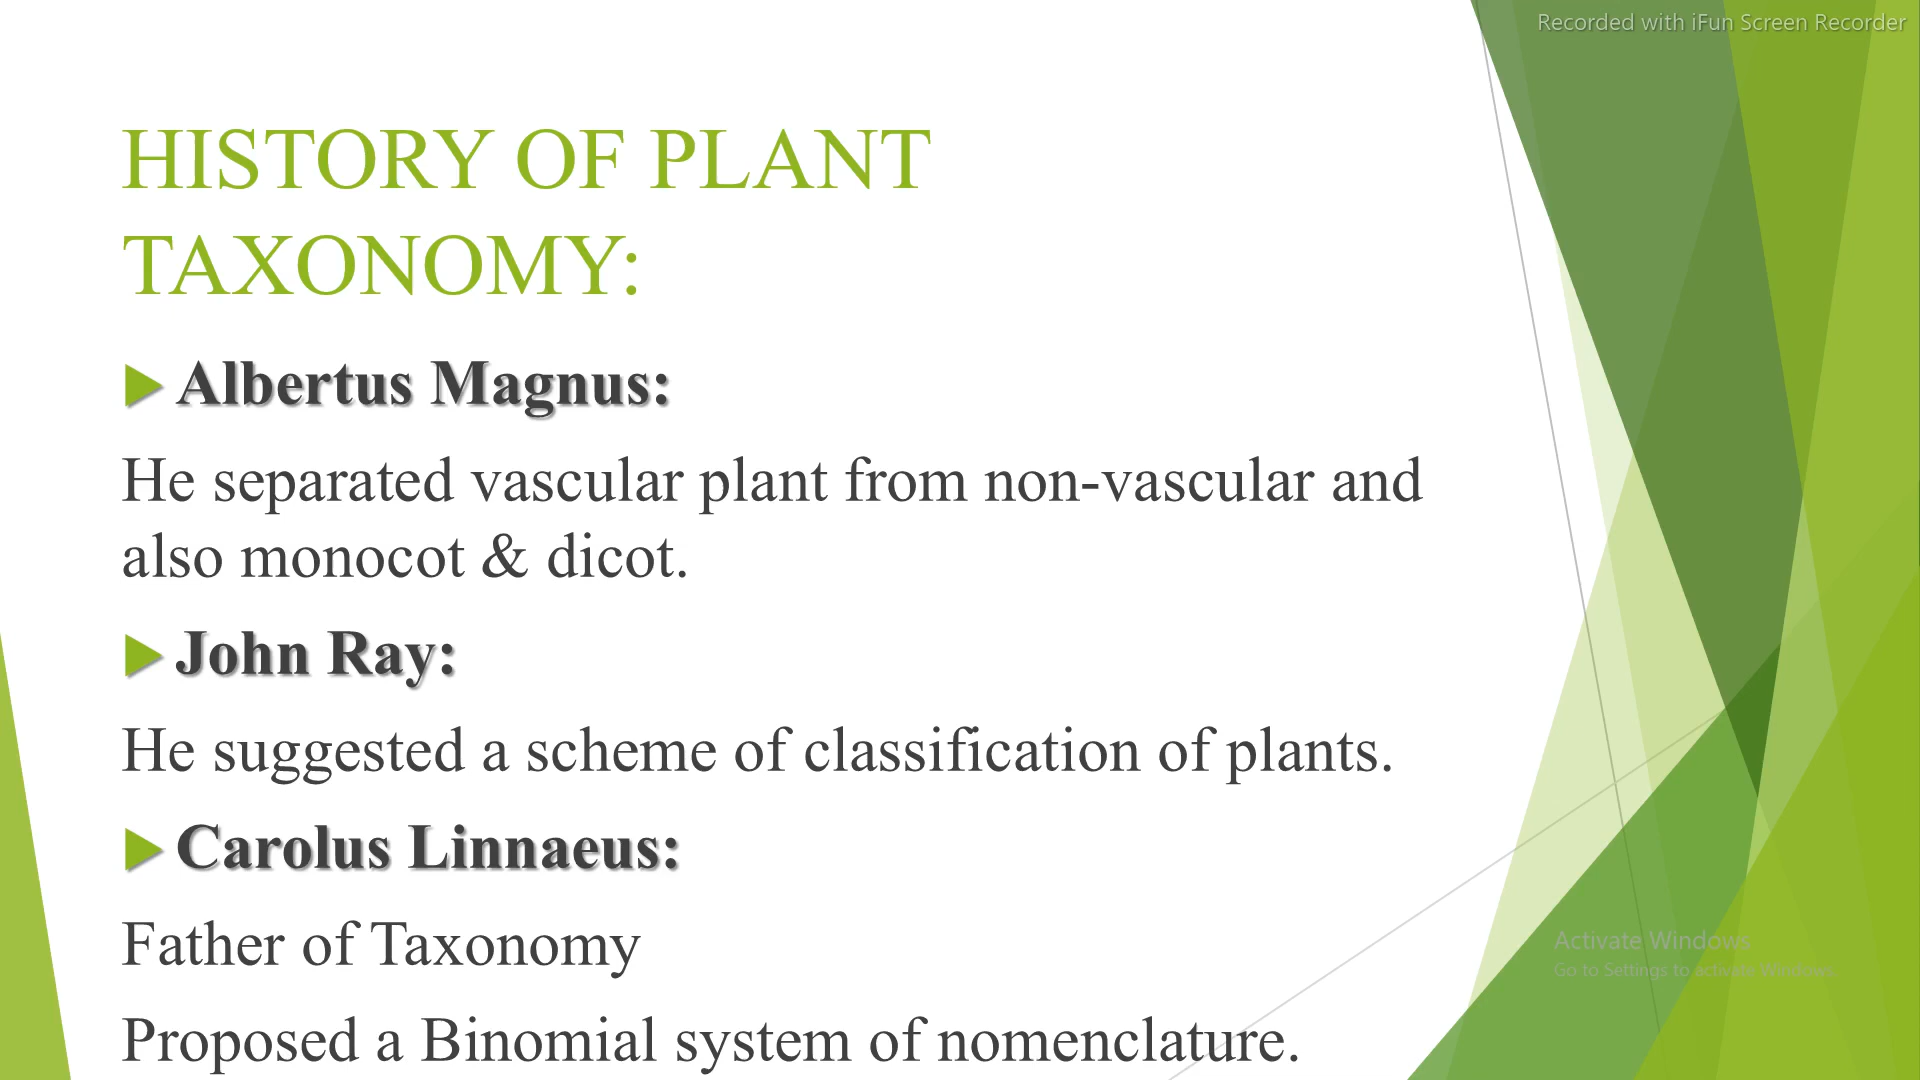 Recorded with iFun Screen Recorder
HISTORY OF PLANT
TAXONOMY:
Albertus Magnus:
He separated vascular plant from non-vascular and
also monocot & dicot.
John Ray:
He suggested a scheme of classification of plants.
Carolus Linnaeus:
Father of Taxonomy
Proposed a Binomial system of nomenclature.
Activate Windows
Go to Settings to activate Windows.